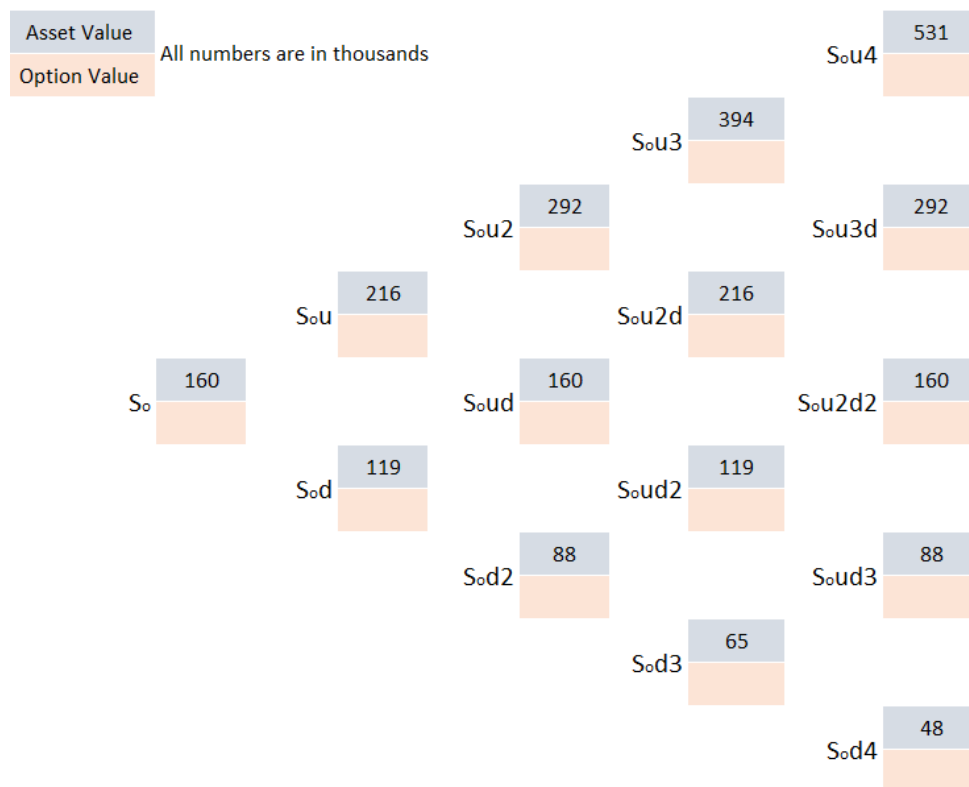 Asset Value
Option Value
All numbers are in thousands
S₀u4
531
S₀u3
394
S₀u2
292
S₀u3d
292
S₀u
216
S₀u2d
216
S₀
160
S₀ud
160
S₀u2d2
160
S₀d
119
S₀ud2
119
S₀d2
88
S₀ud3
88
S₀d3
65
S₀d4
48